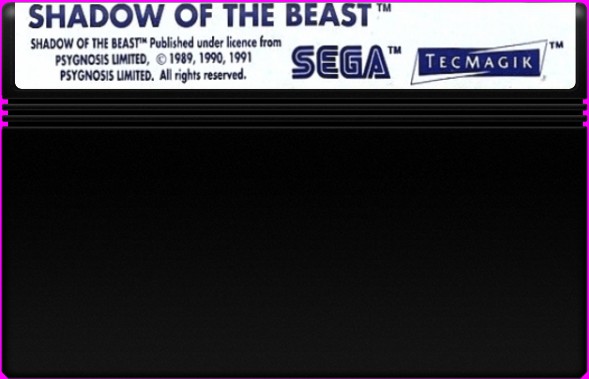 SHADOW OF THE BEAST™
SHADOW OF THE BEAST™ Published under licence from
PSYGNOSIS LIMITED, © 1989, 1990, 1991
PSYGNOSIS LIMITED. All rights reserved.
SEGA™
TECMAGIK™